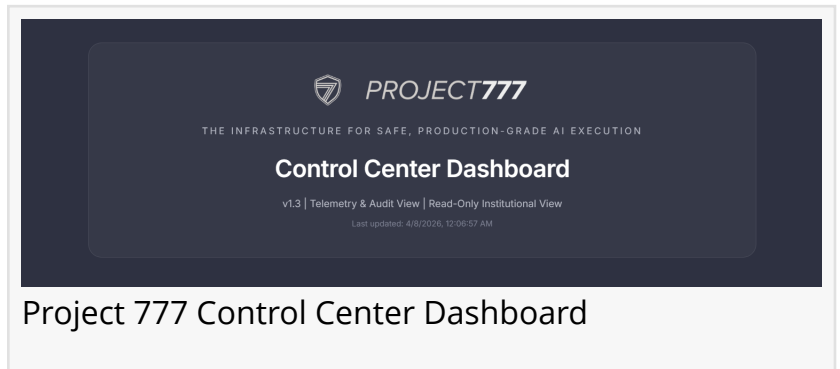 PROJECT777
THE INFRASTRUCTURE FOR SAFE, PRODUCTION-GRADE AI EXECUTION
Control Center Dashboard
v1.3 | Telemetry & Audit View | Read-Only Institutional View
Last updated: 4/8/2026, 12:06:57 AM
Project 777 Control Center Dashboard